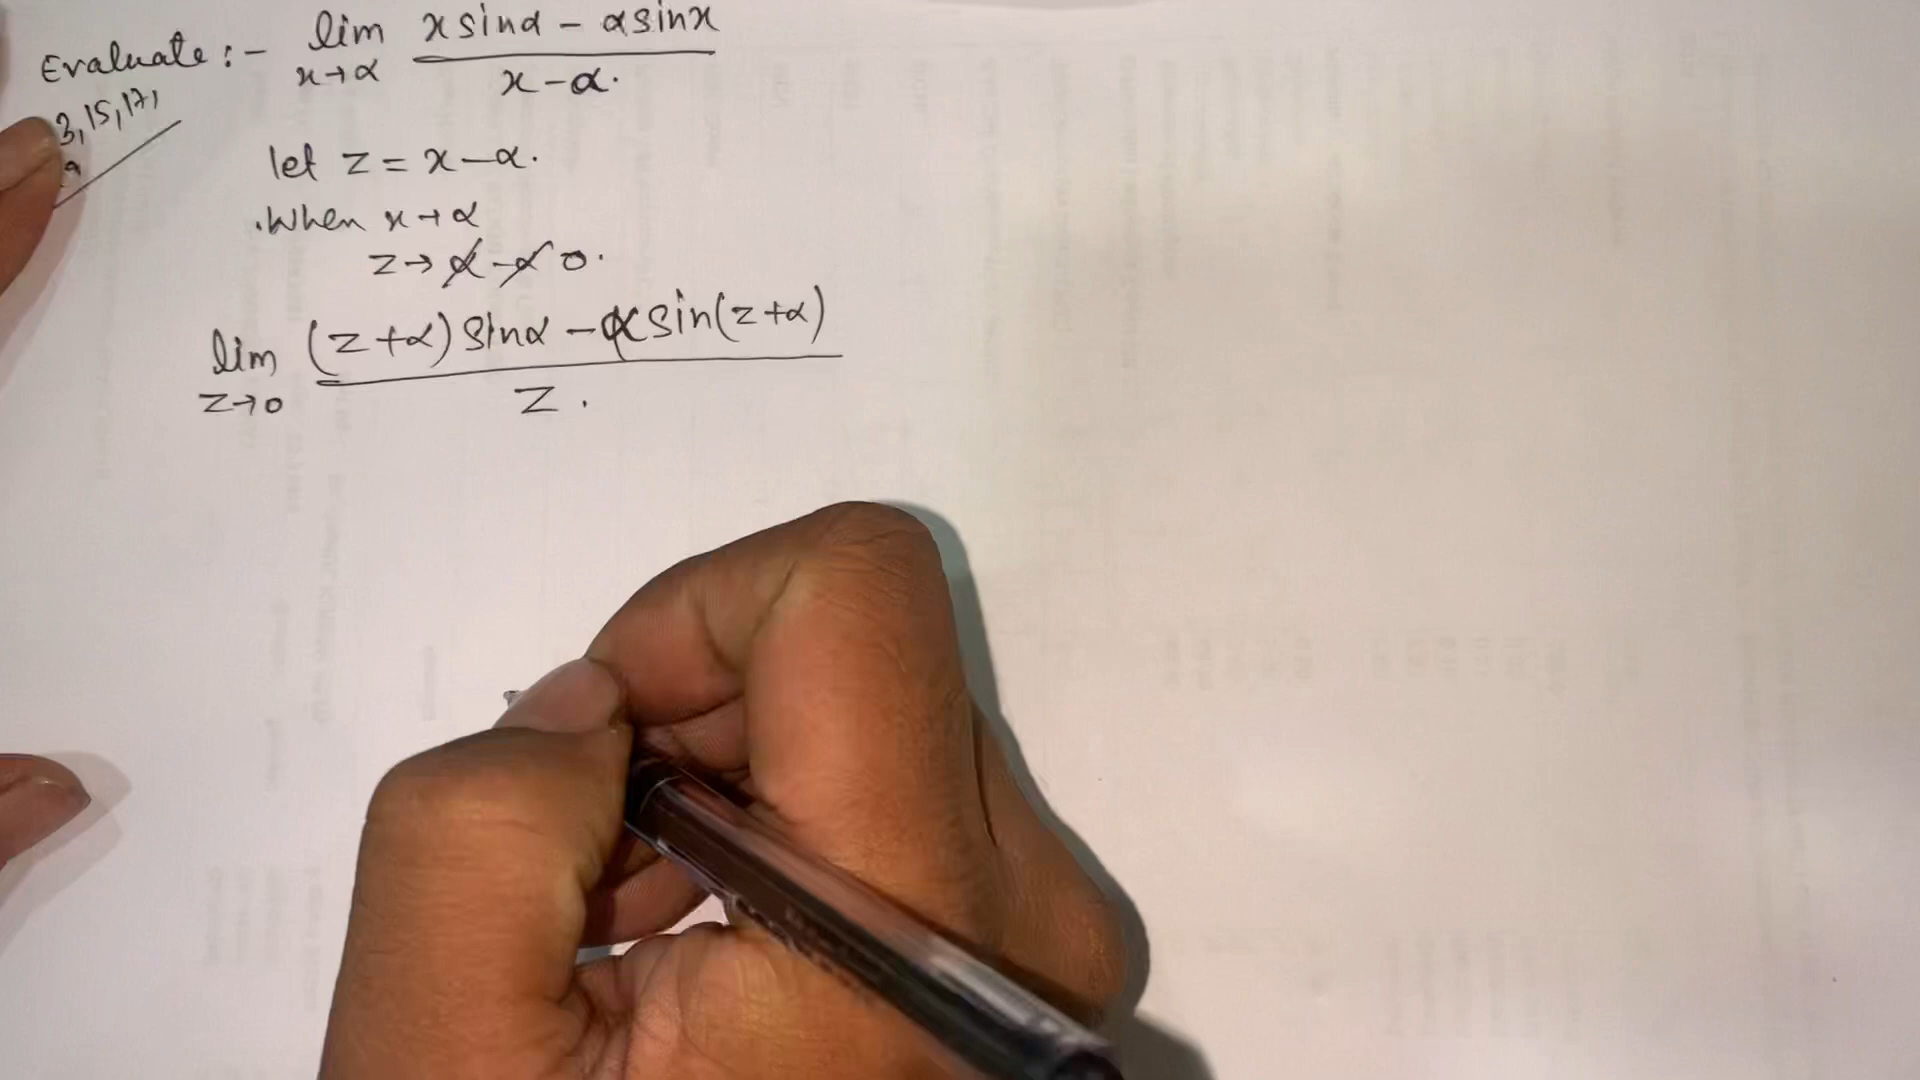 Evaluate :- lim x→α (x sinα - α sinx)/(x-α).
3, 15, 17,
let z = x-α.
When x→α
z→ α-α 0.
lim z→0 ((z+α) sinα - α sin(z+α))/z.